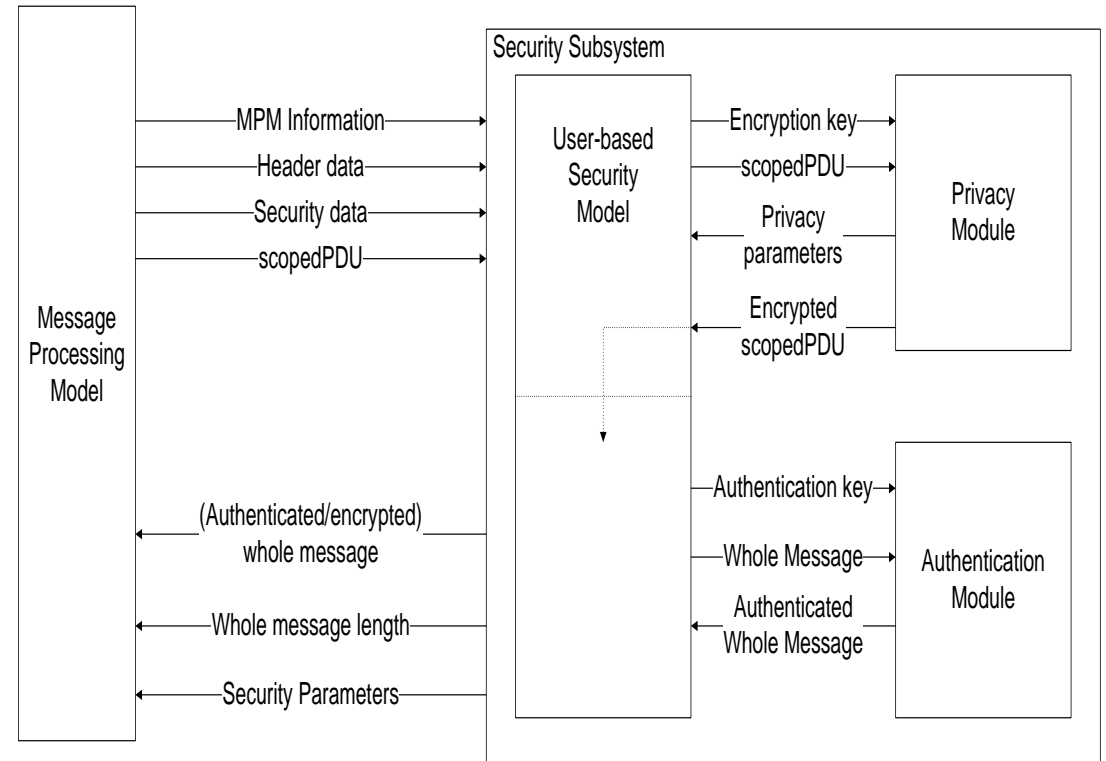 Security Subsystem
MPM Information
Header data
Security data
scopedPDU
Message
Processing
Model
(Authenticated/encrypted)
whole message
Whole message length
Security Parameters
User-based
Security
Model
Encryption key
scopedPDU
Privacy
parameters
Encrypted
scopedPDU
Privacy
Module
Authentication key
Whole Message
Authenticated
Whole Message
Authentication
Module